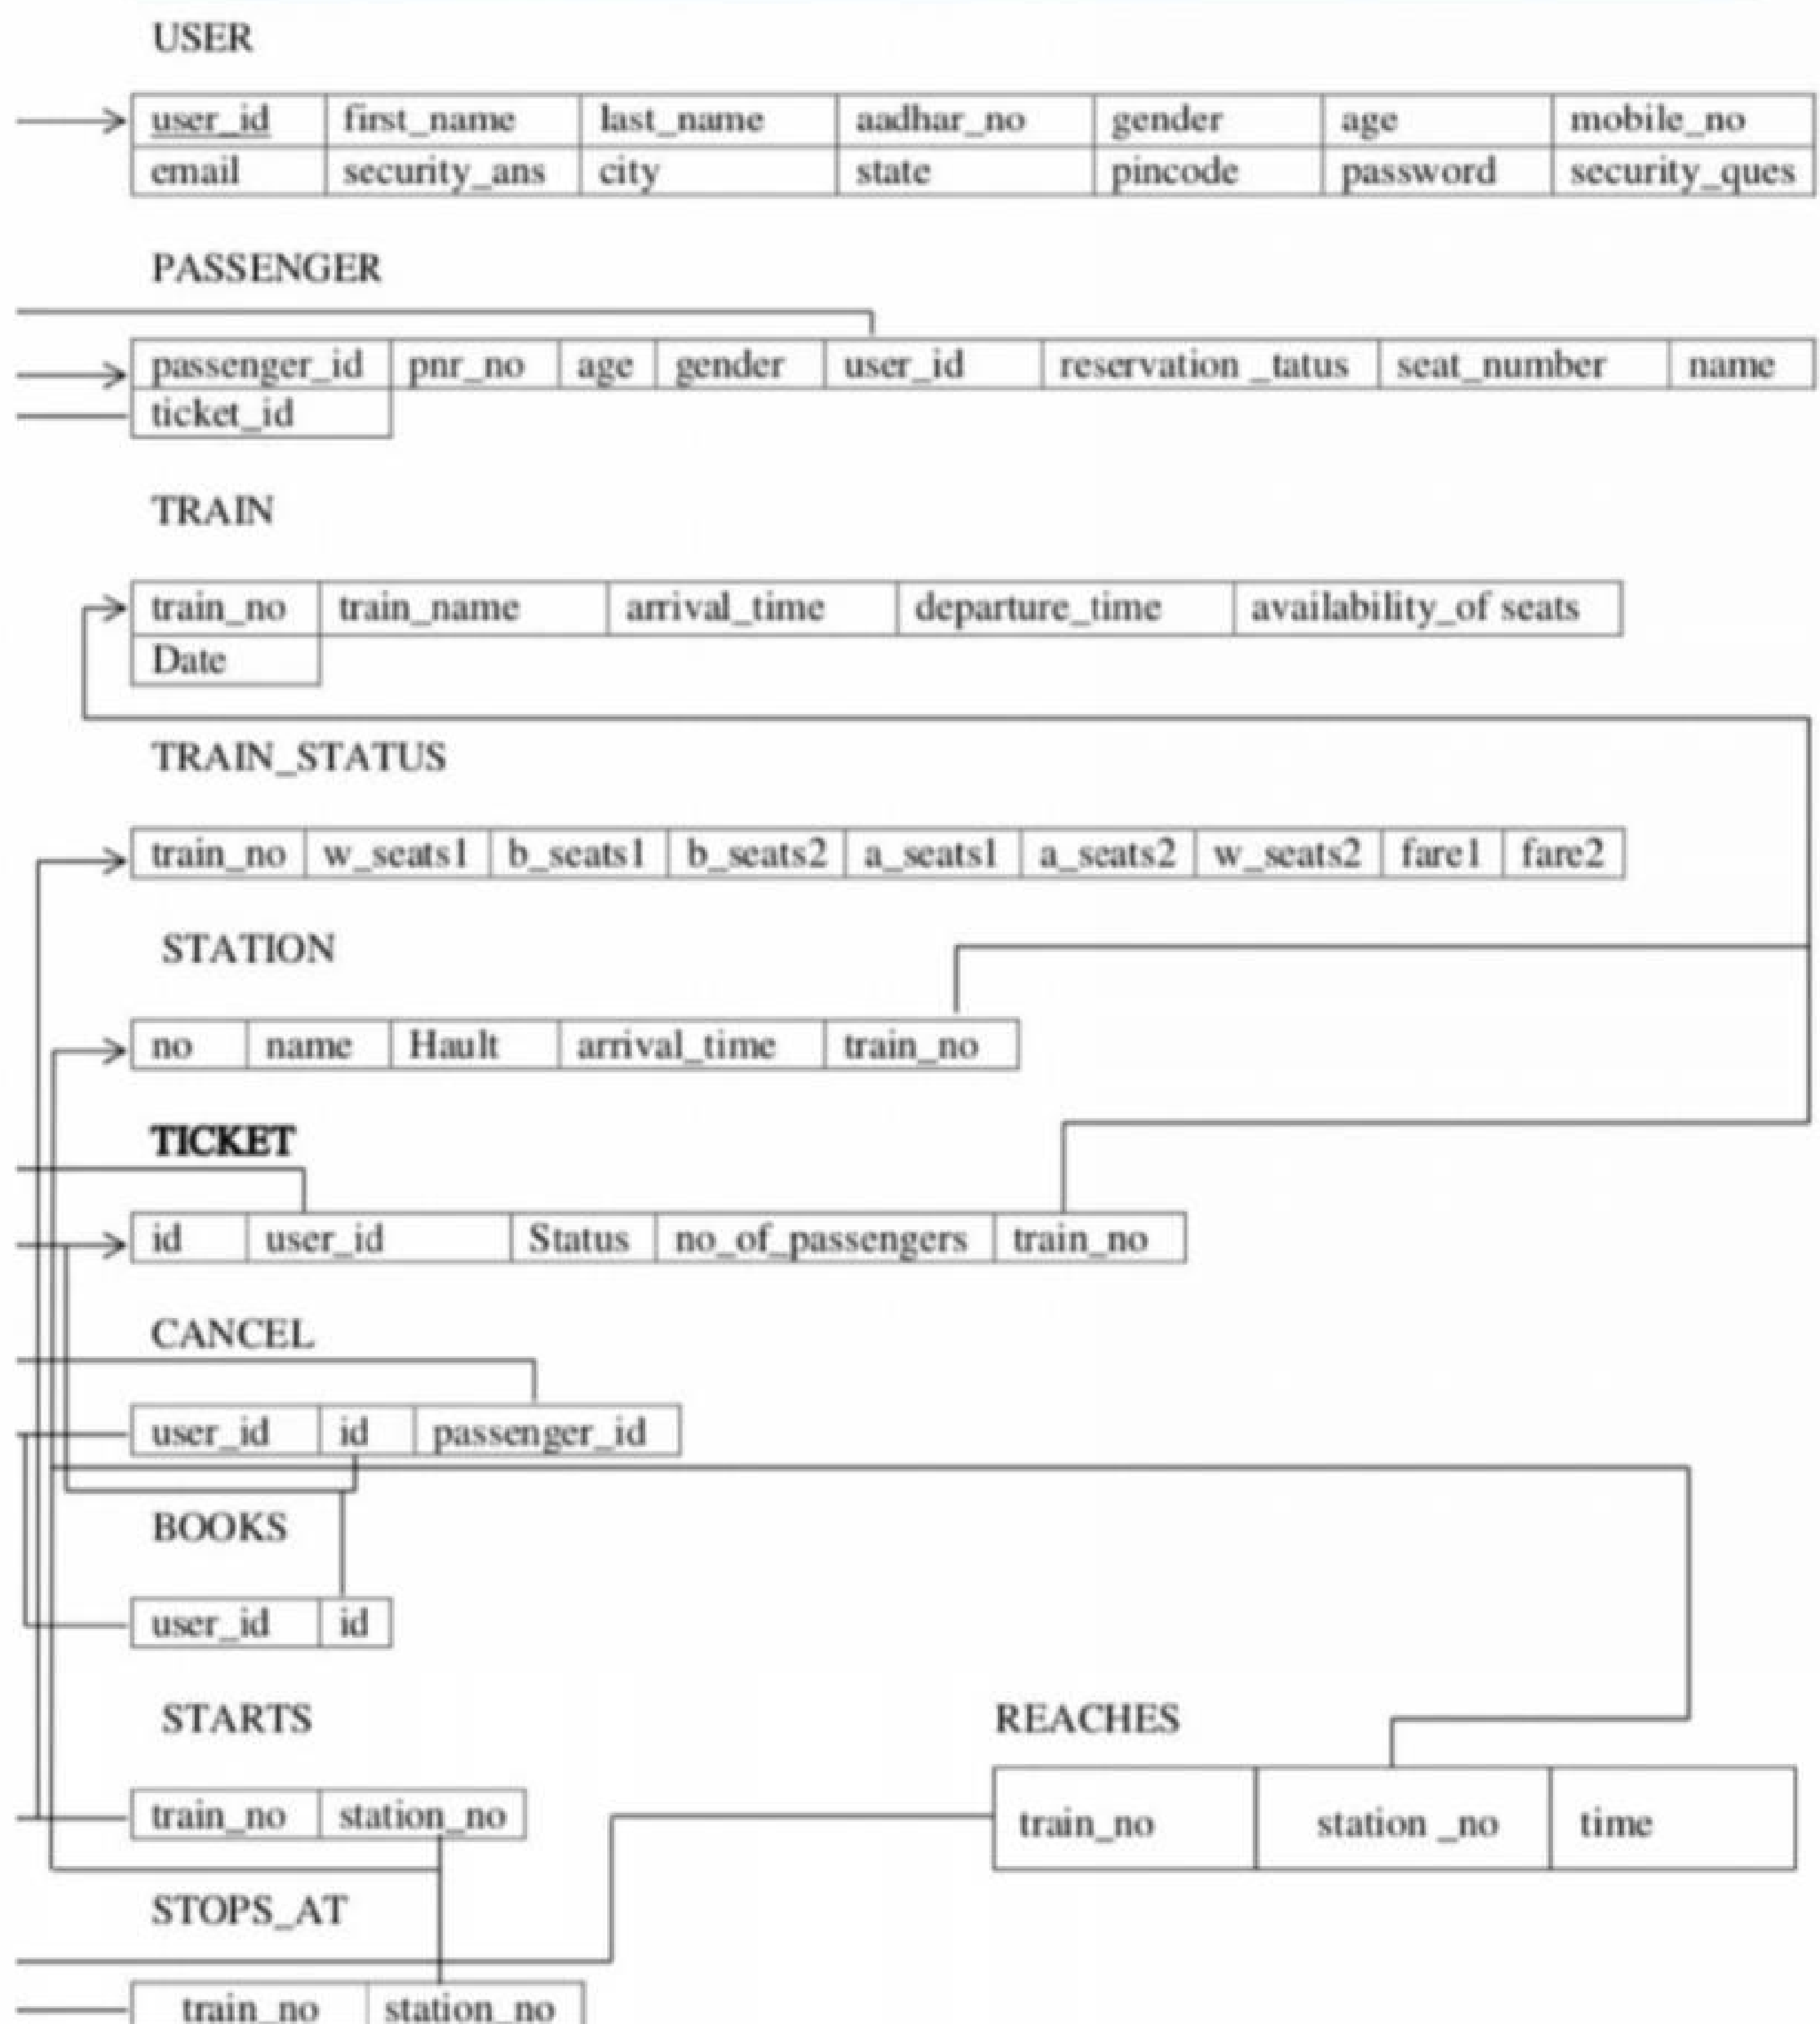 USER
user_id first_name last_name aadhar_no gender age mobile_no
email security_ans city state pincode password security_ques
PASSENGER
passenger_id pnr_no age gender user_id reservation _tatus seat_number name
ticket_id
TRAIN
train_no train_name arrival_time departure_time availability_of seats
Date
TRAIN_STATUS
train_no w_seats1 b_seats1 b_seats2 a_seats1 a_seats2 w_seats2 fare1 fare2
STATION
no name Hault arrival_time train_no
TICKET
id user_id Status no_of_passengers train_no
CANCEL
user_id id passenger_id
BOOKS
user_id id
STARTS
train_no station_no
REACHES
train_no station _no time
STOPS_AT
train_no station_no